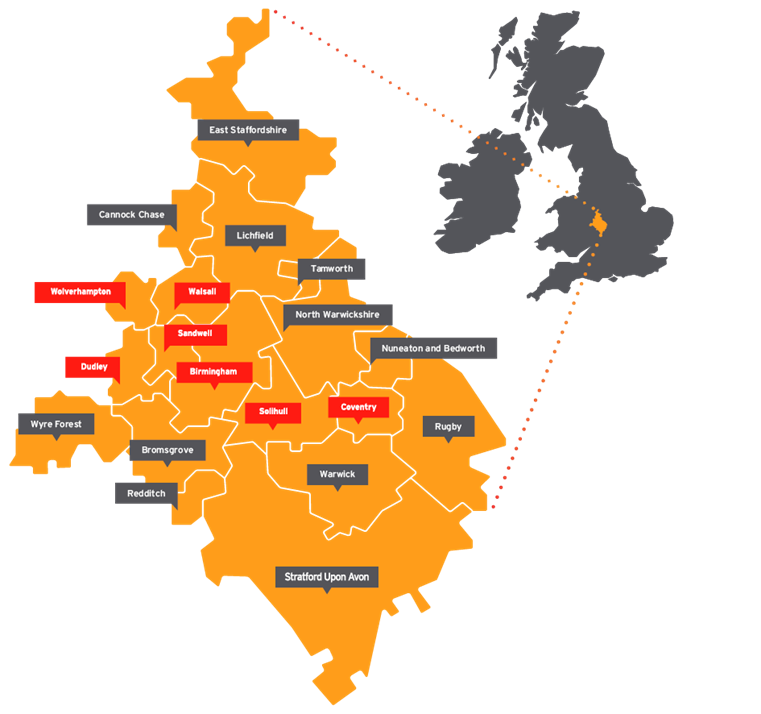 East Staffordshire
Cannock Chase
Lichfield
Tamworth
Wolverhampton
Walsall
North Warwickshire
Sandwell
Nuneaton and Bedworth
Dudley
Birmingham
Solihull
Coventry
Wyre Forest
Rugby
Bromsgrove
Warwick
Redditch
Stratford Upon Avon